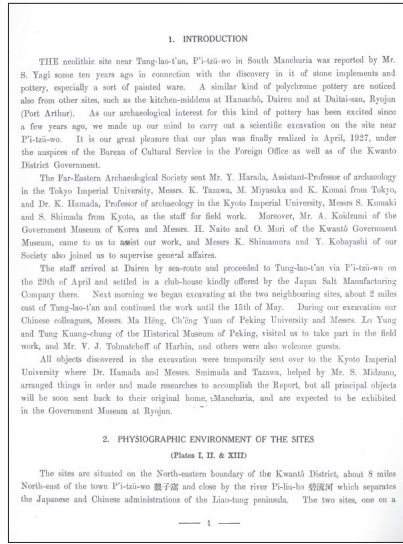 1. INTRODUCTION
THE neolithic site near Tung-lao-t'an, P'i-tzü-wo in South Manchuria was reported by Mr.
S. Yagi some ten years ago in connection with the discovery in it of stone implements and
pottery, especially a sort of painted ware. A similar kind of polychrome pottery are noticed
also from other sites, such as the kitchen-middens at Hamachō, Dairen and at Daitai-san, Ryojun
(Port Arthur). As our archaeological interest for this kind of pottery has been excited since
a few years ago, we made up our mind to carry out a scientific excavation on the site near
P'i-tzü-wo. It is our great pleasure that our plan was finally realized in April, 1927, under
the auspices of the Bureau of Cultural Service in the Foreign Office as well as of the Kwanto
District Government.
The Far-Eastern Archaeological Society sent Mr. Y. Harada, Assistant-Professor of archaeology
in the Tokyo Imperial University, Messrs. K. Tazawa, M. Miyasaka and K. Komai from Tokyo,
and Dr. K. Hamada, Professor of archaeology in the Kyoto Imperial University, Messrs S. Komaki
and S. Shimada from Kyoto, as the staff for field work. Moreover, Mr. A. Koidzumi of the
Government Museum of Korea and Messrs. H. Naito and O. Mori of the Kwantō Government
Museum, came to us to assist our work, and Messrs K. Shimamura and Y. Kobayashi of our
Society also joined us to supervise general affaires.
The staff arrived at Dairen by sea-route and proceeded to Tung-lao-t'an via P'i-tzü-wo on
the 29th of April and settled in a club-house kindly offered by the Japan Salt Manufacturing
Company there. Next morning we began excavating at the two neighbouring sites, about 2 miles
east of Tung-lao-t'an and continued the work until the 15th of May. During our excavation our
Chinese colleagues, Messrs. Ma Hêng, Ch'êng Yuan of Peking University and Messrs. Lo Yung
and Tung Kuang-chung of the Historical Museum of Peking, visited us to take part in the field
work, and Mr. V. J. Tolmatcheff of Harbin, and others were also welcome guests.
All objects discovered in the excavation were temporarily sent over to the Kyoto Imperial
University where Dr. Hamada and Messrs. Smimada and Tazawa, helped by Mr. S. Midzuno,
arranged things in order and made researches to accomplish the Report, but all principal objects
will be soon sent back to their original home, Manchuria, and are expected to be exhibited
in the Government Museum at Ryojun.
2. PHYSIOGRAPHIC ENVIRONMENT OF THE SITES
(Plates I, II. & XIII)
The sites are situated on the North-eastern boundary of the Kwantō District, about 8 miles
North-east of the town P'i-tzü-wo 貔子窩 and close by the river Pi-liu-ho 碧流河 which separates
the Japanese and Chinese administrations of the Liao-tung peninsula. The two sites, one on a
— 1 —